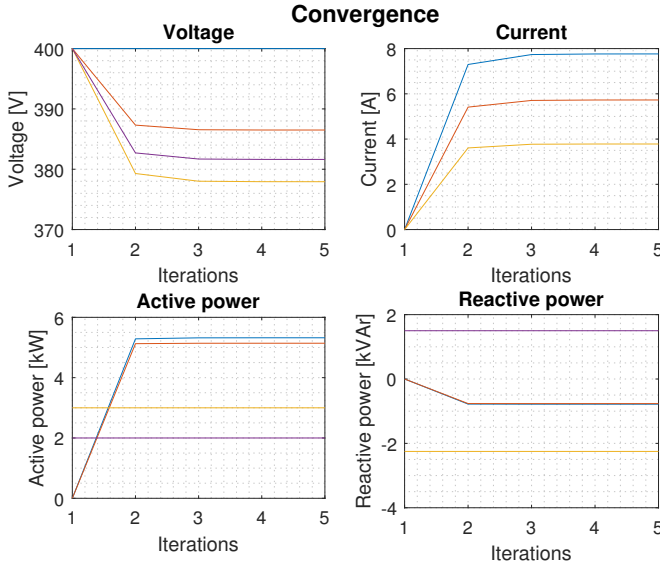 Convergence
Voltage
Current
400
390
380
370
Voltage [V]
1 2 3 4 5
Iterations
8
6
4
2
0
Current [A]
1 2 3 4 5
Iterations
Active power
Reactive power
6
4
2
0
Active power [kW]
1 2 3 4 5
Iterations
2
0
-2
-4
Reactive power [kVAr]
1 2 3 4 5
Iterations